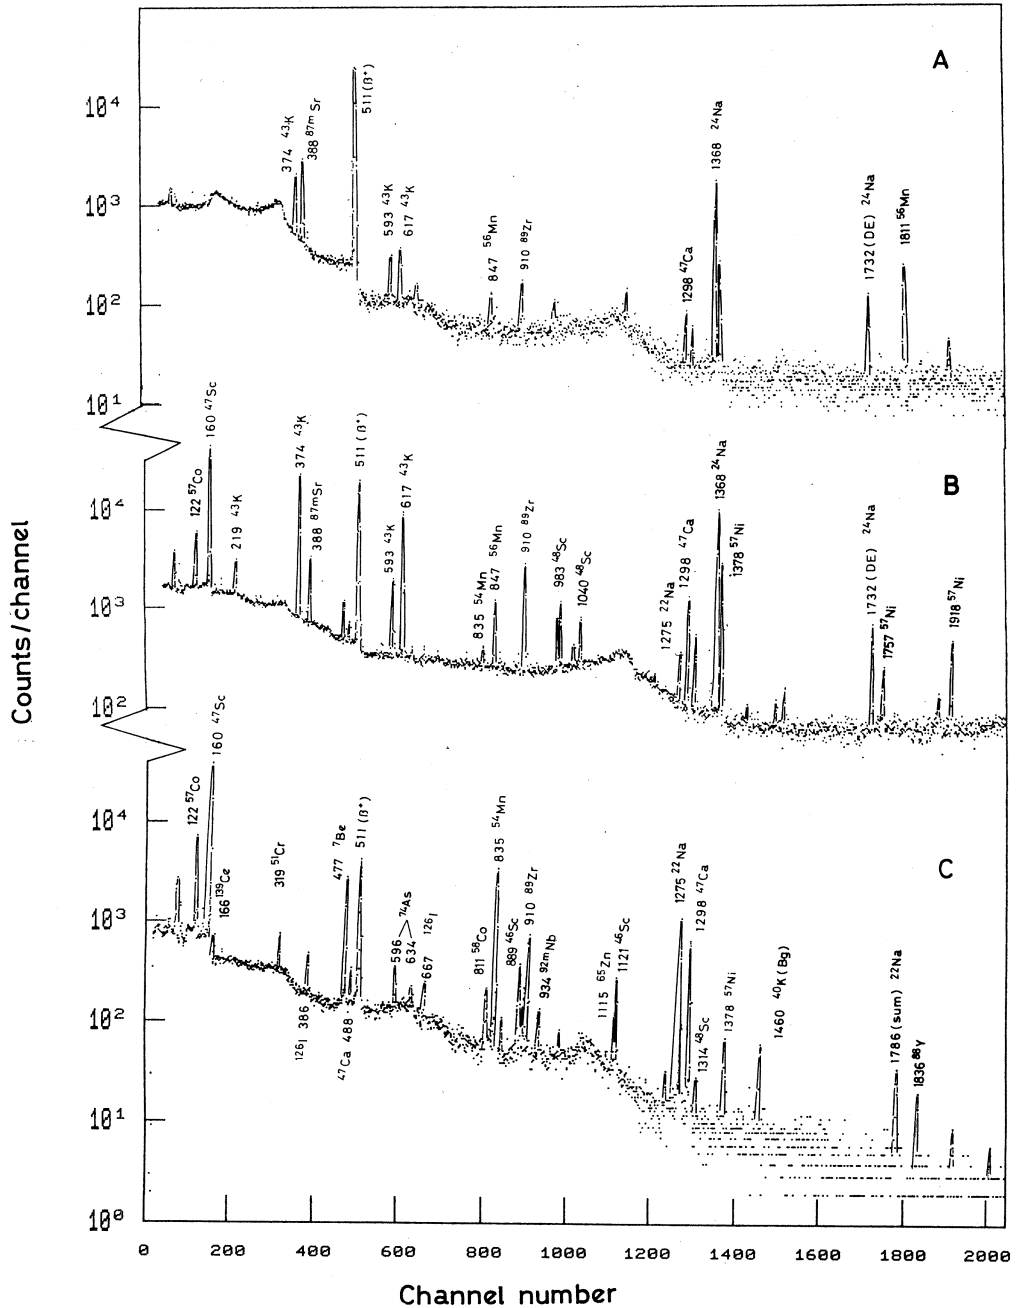 A
10⁴
10³
10²
10¹
374 ⁴³K
388 ⁸⁷ᵐSr
511(β⁺)
593 ⁴³K
617 ⁴³K
847 ⁵⁶Mn
910 ⁸⁹Zr
1298 ⁴⁷Ca
1368 ²⁴Na
1732(DE) ²⁴Na
1811 ⁵⁶Mn
B
10⁴
10³
10²
122 ⁵⁷Co
160 ⁴⁷Sc
219 ⁴³K
374 ⁴³K
388 ⁸⁷ᵐSr
511(β⁺)
593 ⁴³K
617 ⁴³K
835 ⁵⁴Mn
847 ⁵⁶Mn
910 ⁸⁹Zr
983 ⁴⁸Sc
1040 ⁴⁸Sc
1275 ²²Na
1298 ⁴⁷Ca
1368 ²⁴Na
1378 ⁵⁷Ni
1732 (DE) ²⁴Na
1757 ⁵⁷Ni
1918 ⁵⁷Ni
C
10⁴
10³
10²
10¹
10⁰
122 ⁵⁷Co
160 ⁴⁷Sc
166 ¹³⁹Ce
319 ⁵¹Cr
¹²⁶I 386
477 ⁷Be
⁴⁷Ca 488
511(β⁺)
596 > ⁷⁴As
634
667 ¹²⁶I
811 ⁵⁸Co
835 ⁵⁴Mn
889 ⁴⁶Sc
910 ⁸⁹Zr
934 ⁹²ᵐNb
1115 ⁶⁵Zn
1121 ⁴⁶Sc
1275 ²²Na
1298 ⁴⁷Ca
1314 ⁴⁸Sc
1378 ⁵⁷Ni
1460 ⁴⁰K(Bg)
1786(sum) ²²Na
1836 ⁸⁸Y
0 200 400 600 800 1000 1200 1400 1600 1800 2000
Channel number
Counts/channel